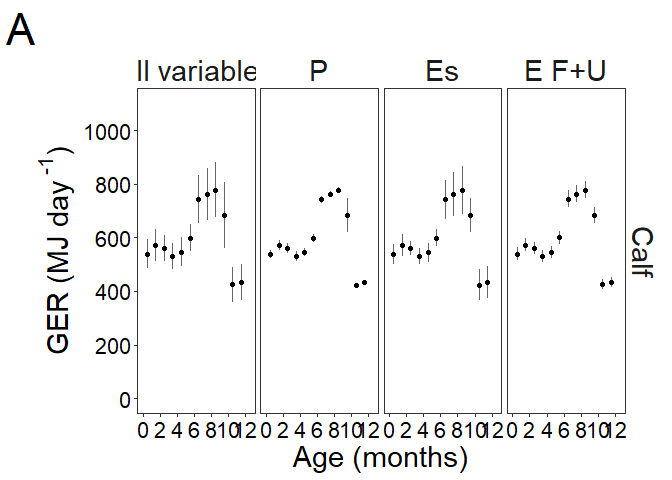 A
ll variable P Es E F+U
1000
800
600
400
200
0
GER (MJ day⁻¹)
Calf
0 2 4 6 8 10 12 0 2 4 6 8 10 12 0 2 4 6 8 10 12 0 2 4 6 8 10 12
Age (months)